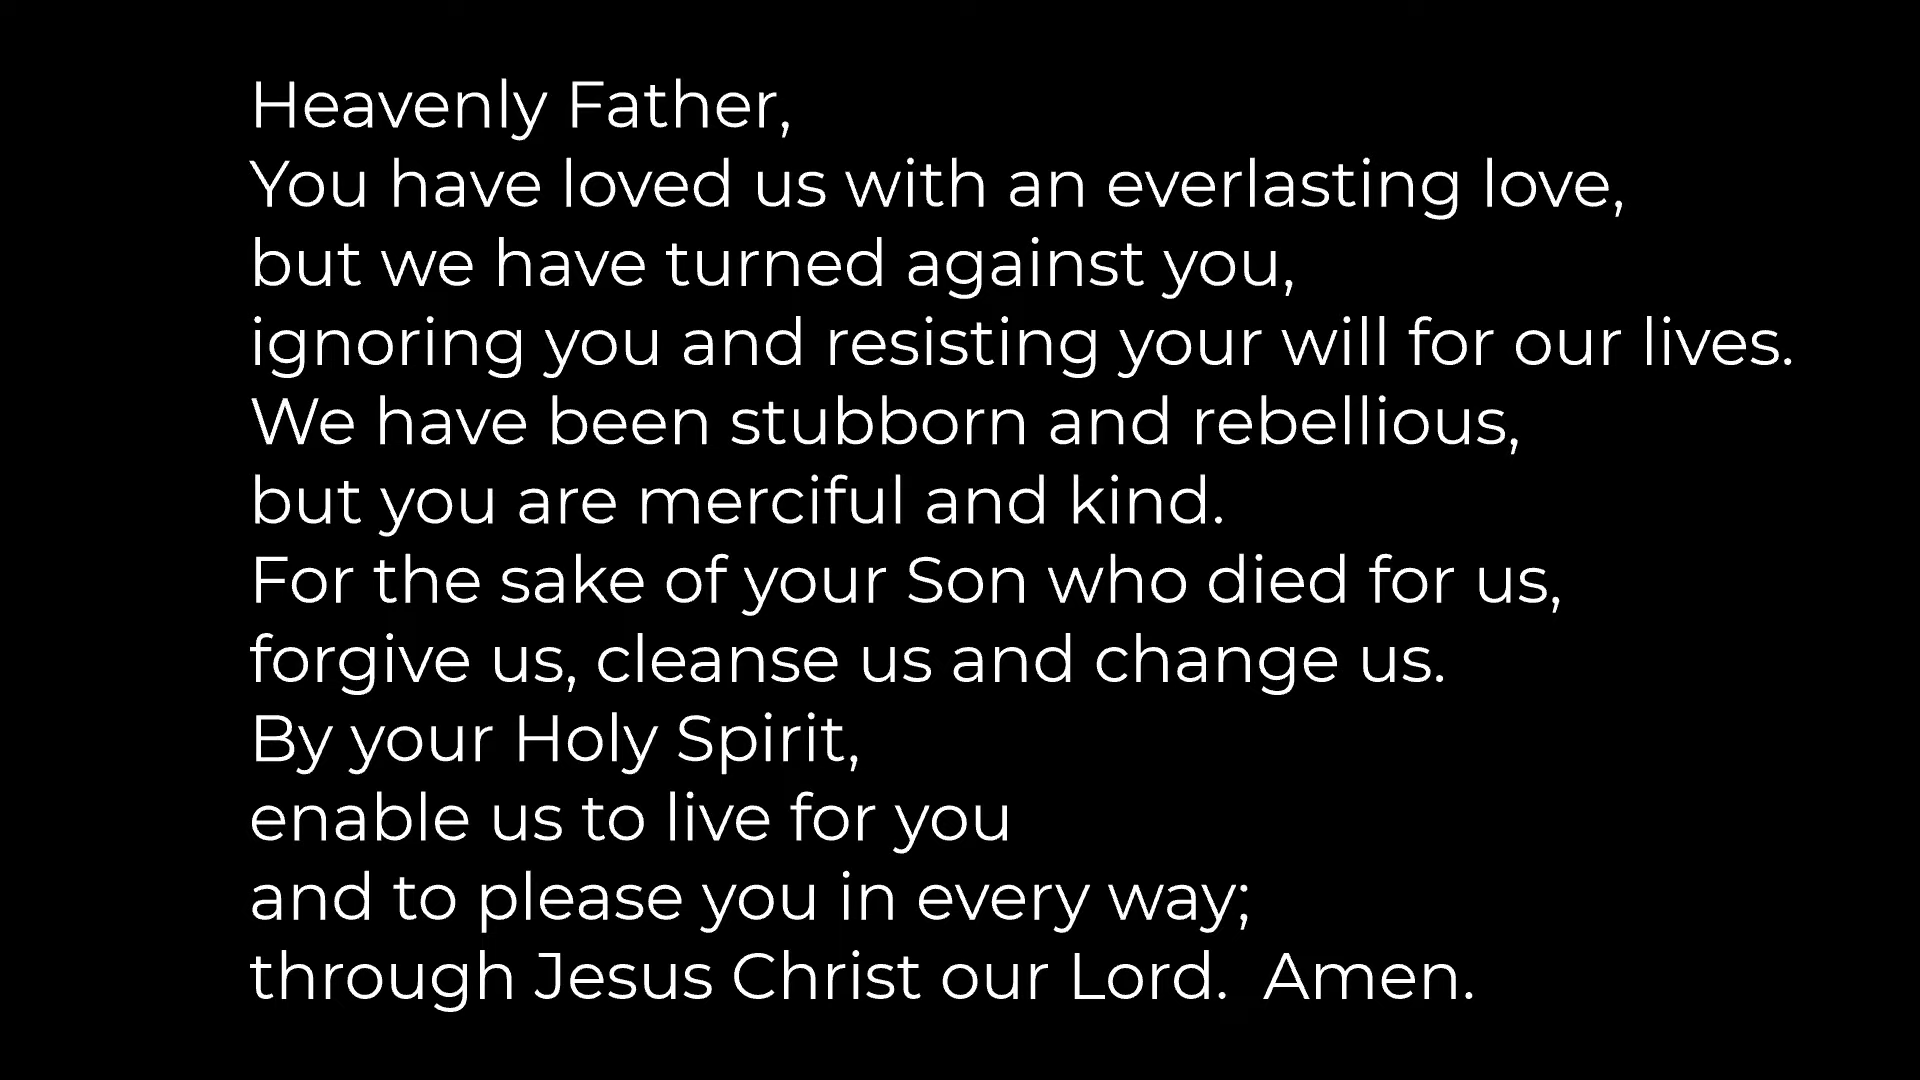 Heavenly Father,
You have loved us with an everlasting love,
but we have turned against you,
ignoring you and resisting your will for our lives.
We have been stubborn and rebellious,
but you are merciful and kind.
For the sake of your Son who died for us,
forgive us, cleanse us and change us.
By your Holy Spirit,
enable us to live for you
and to please you in every way;
through Jesus Christ our Lord.  Amen.